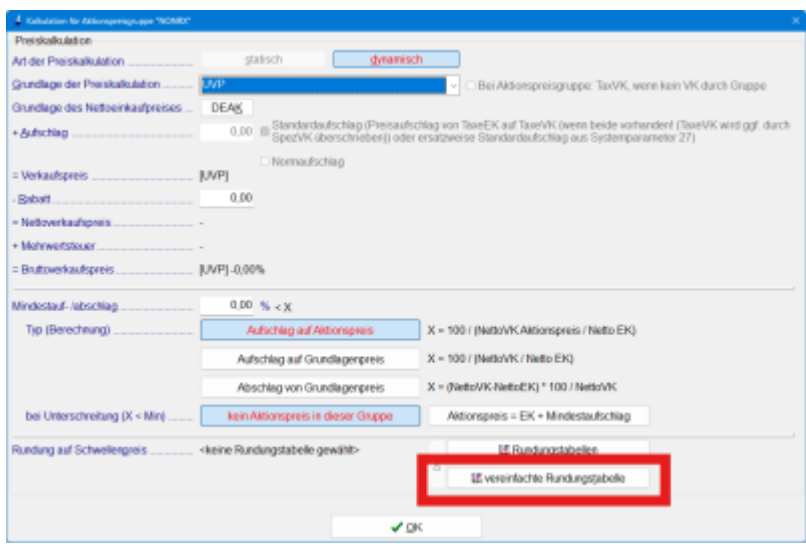 Kalkulation für Aktionspreisgruppe "NOMIX"
Preiskalkulation
Art der Preiskalkulation statisch dynamisch
Grundlage der Preiskalkulation UVP Bei Aktionspreisgruppe: TaxVK, wenn kein VK durch Gruppe
Grundlage des Nettoeinkaufpreises ... DEAK
+ Aufschlag 0,00 Standardaufschlag (Preisaufschlag von TaxeEK auf TaxeVK (wenn beide vorhanden! (TaxeVK wird ggf. durch
SpezVK überschrieben)) oder ersatzweise Standardaufschlag aus Systemparameter 27)
Normaufschlag
= Verkaufspreis [UVP]
- Rabatt 0,00
= Nettoverkaufspreis -
+ Mehrwertsteuer -
= Bruttoverkaufspreis [UVP] -0,00%
Mindestauf- /abschlag 0,00 % < X
Typ (Berechnung) Aufschlag auf Aktionspreis X = 100 / (NettoVK Aktionspreis / Netto EK)
Aufschlag auf Grundlagenpreis X = 100 / (NettoVK / Netto EK)
Abschlag von Grundlagenpreis X = (NettoVK-NettoEK) * 100 / NettoVK
bei Unterschreitung (X < Min) kein Aktionspreis in dieser Gruppe Aktionspreis = EK + Mindestaufschlag
Rundung auf Schwellenpreis <keine Rundungstabelle gewählt> Rundungstabellen
vereinfachte Rundungstabelle
OK